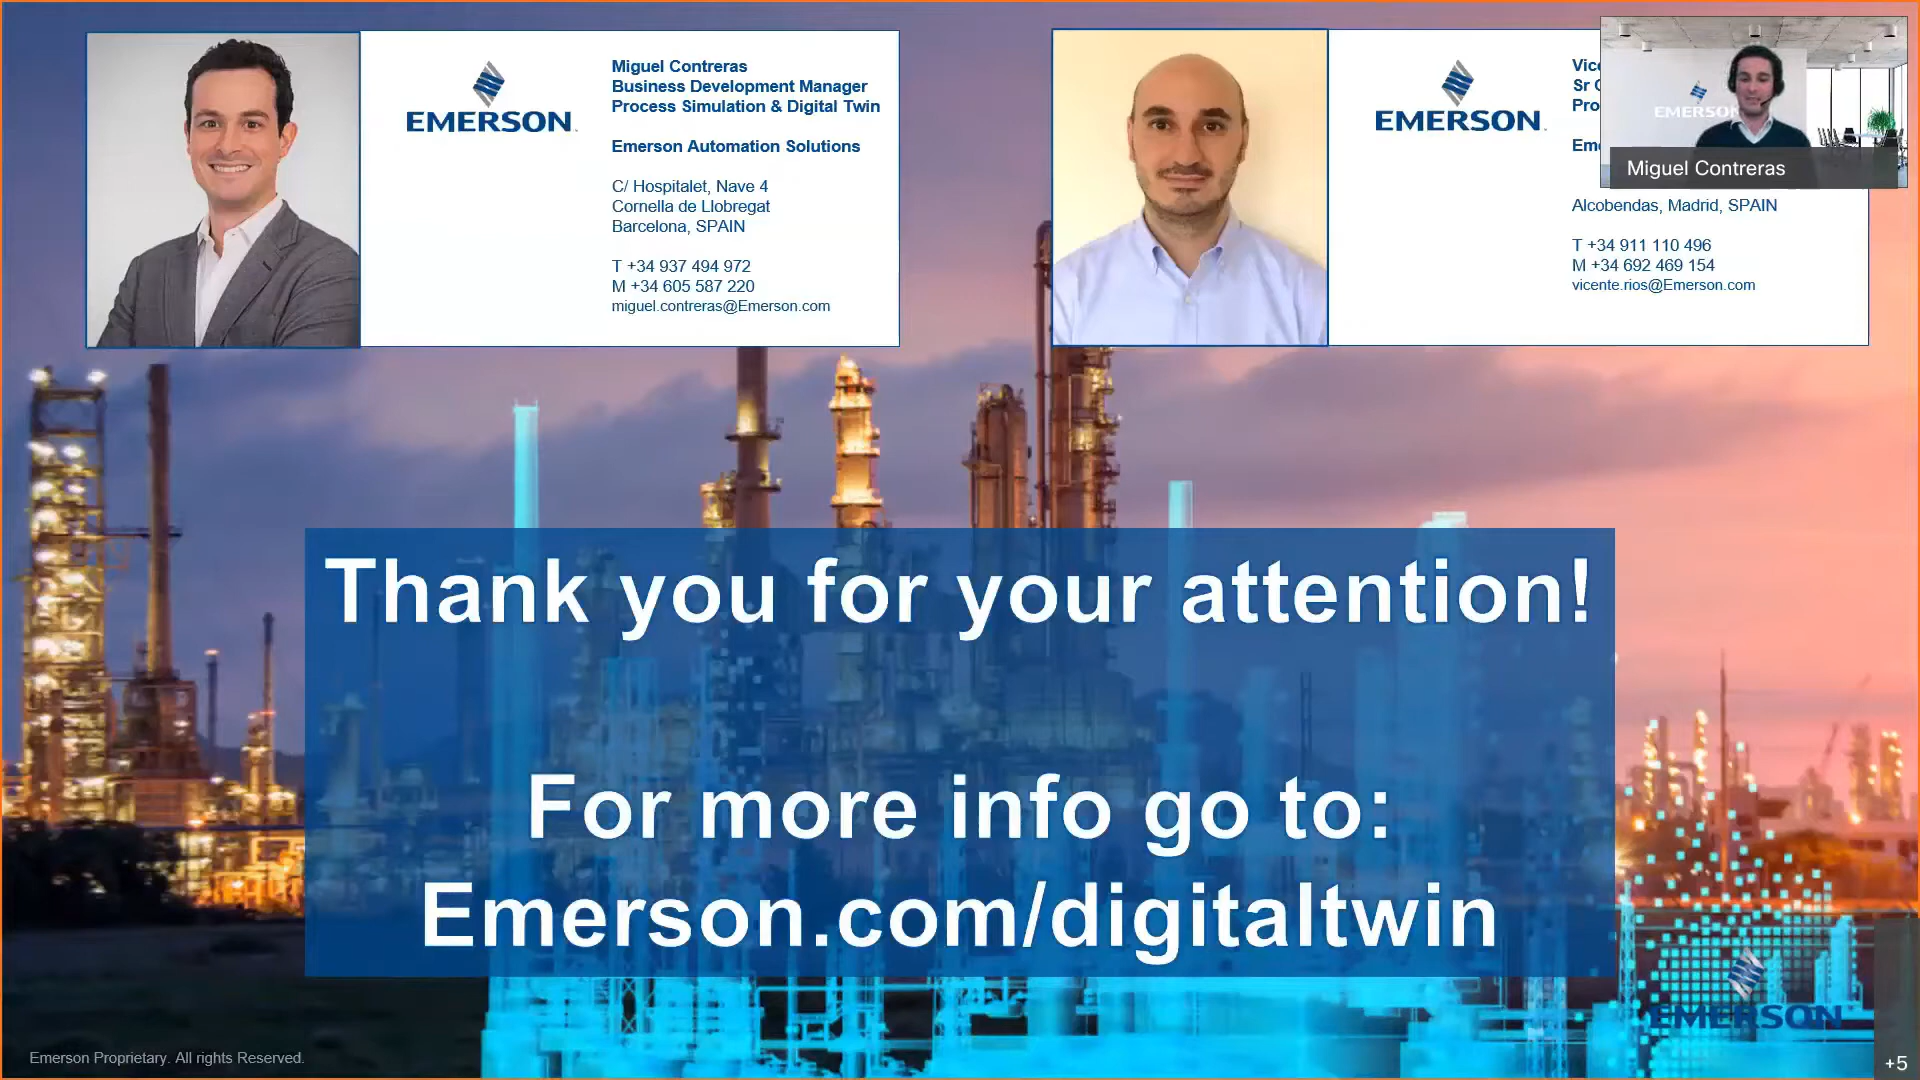 EMERSON
Miguel Contreras
Business Development Manager
Process Simulation & Digital Twin
Emerson Automation Solutions
C/ Hospitalet, Nave 4
Cornella de Llobregat
Barcelona, SPAIN
T +34 937 494 972
M +34 605 587 220
miguel.contreras@Emerson.com
EMERSON
Sr
Alcobendas, Madrid, SPAIN
T +34 911 110 496
M +34 692 469 154
vicente.rios@Emerson.com
EMERSON
Miguel Contreras
Thank you for your attention!
For more info go to:
Emerson.com/digitaltwin
EMERSON
Emerson Proprietary. All rights Reserved.
+5